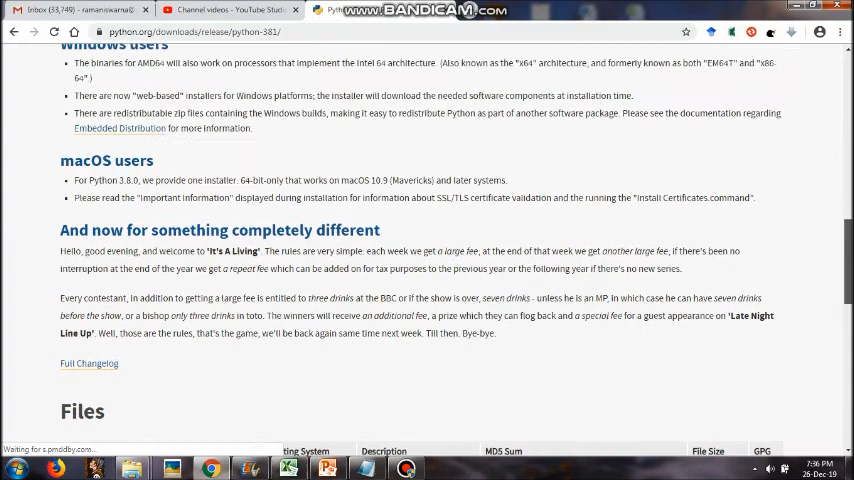 Inbox (33,749) - ramaniswarna@ × Channel videos - YouTube Studi × www.BANDICAM.com
python.org/downloads/release/python-381/
Windows users
The binaries for AMD64 will also work on processors that implement the Intel 64 architecture. (Also known as the "x64" architecture, and formerly known as both "EM64T" and "x86-
64".)
There are now "web-based" installers for Windows platforms; the installer will download the needed software components at installation time.
There are redistributable zip files containing the Windows builds, making it easy to redistribute Python as part of another software package. Please see the documentation regarding
Embedded Distribution for more information.
macOS users
For Python 3.8.0, we provide one installer: 64-bit-only that works on macOS 10.9 (Mavericks) and later systems.
Please read the "Important Information" displayed during installation for information about SSL/TLS certificate validation and the running the "Install Certificates.command".
And now for something completely different
Hello, good evening, and welcome to 'It's A Living'. The rules are very simple: each week we get a large fee, at the end of that week we get another large fee, if there's been no
interruption at the end of the year we get a repeat fee which can be added on for tax purposes to the previous year or the following year if there's no new series.
Every contestant, in addition to getting a large fee is entitled to three drinks at the BBC or if the show is over, seven drinks - unless he is an MP, in which case he can have seven drinks
before the show, or a bishop only three drinks in toto. The winners will receive an additional fee, a prize which they can flog back and a special fee for a guest appearance on 'Late Night
Line Up'. Well, those are the rules, that's the game, we'll be back again same time next week. Till then. Bye-bye.
Full Changelog
Files
Waiting for s.pmddby.com... ting System Description MD5 Sum File Size GPG
7:36 PM
26-Dec-19